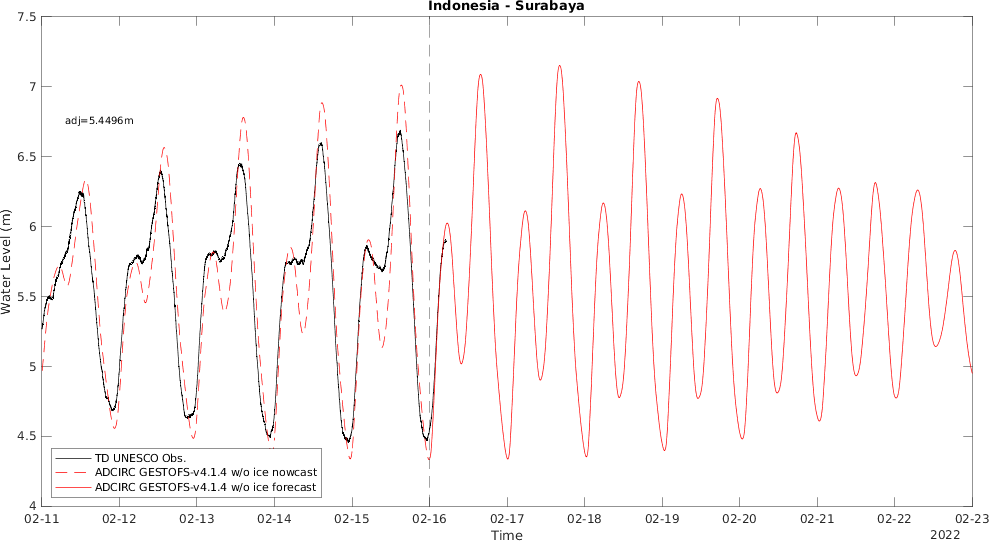 Indonesia - Surabaya
7.5
7
6.5
6
5.5
5
4.5
4
Water Level (m)
adj=5.4496m
TD UNESCO Obs.
ADCIRC GESTOFS-v4.1.4 w/o ice nowcast
ADCIRC GESTOFS-v4.1.4 w/o ice forecast
02-11 02-12 02-13 02-14 02-15 02-16 02-17 02-18 02-19 02-20 02-21 02-22 02-23
Time
2022